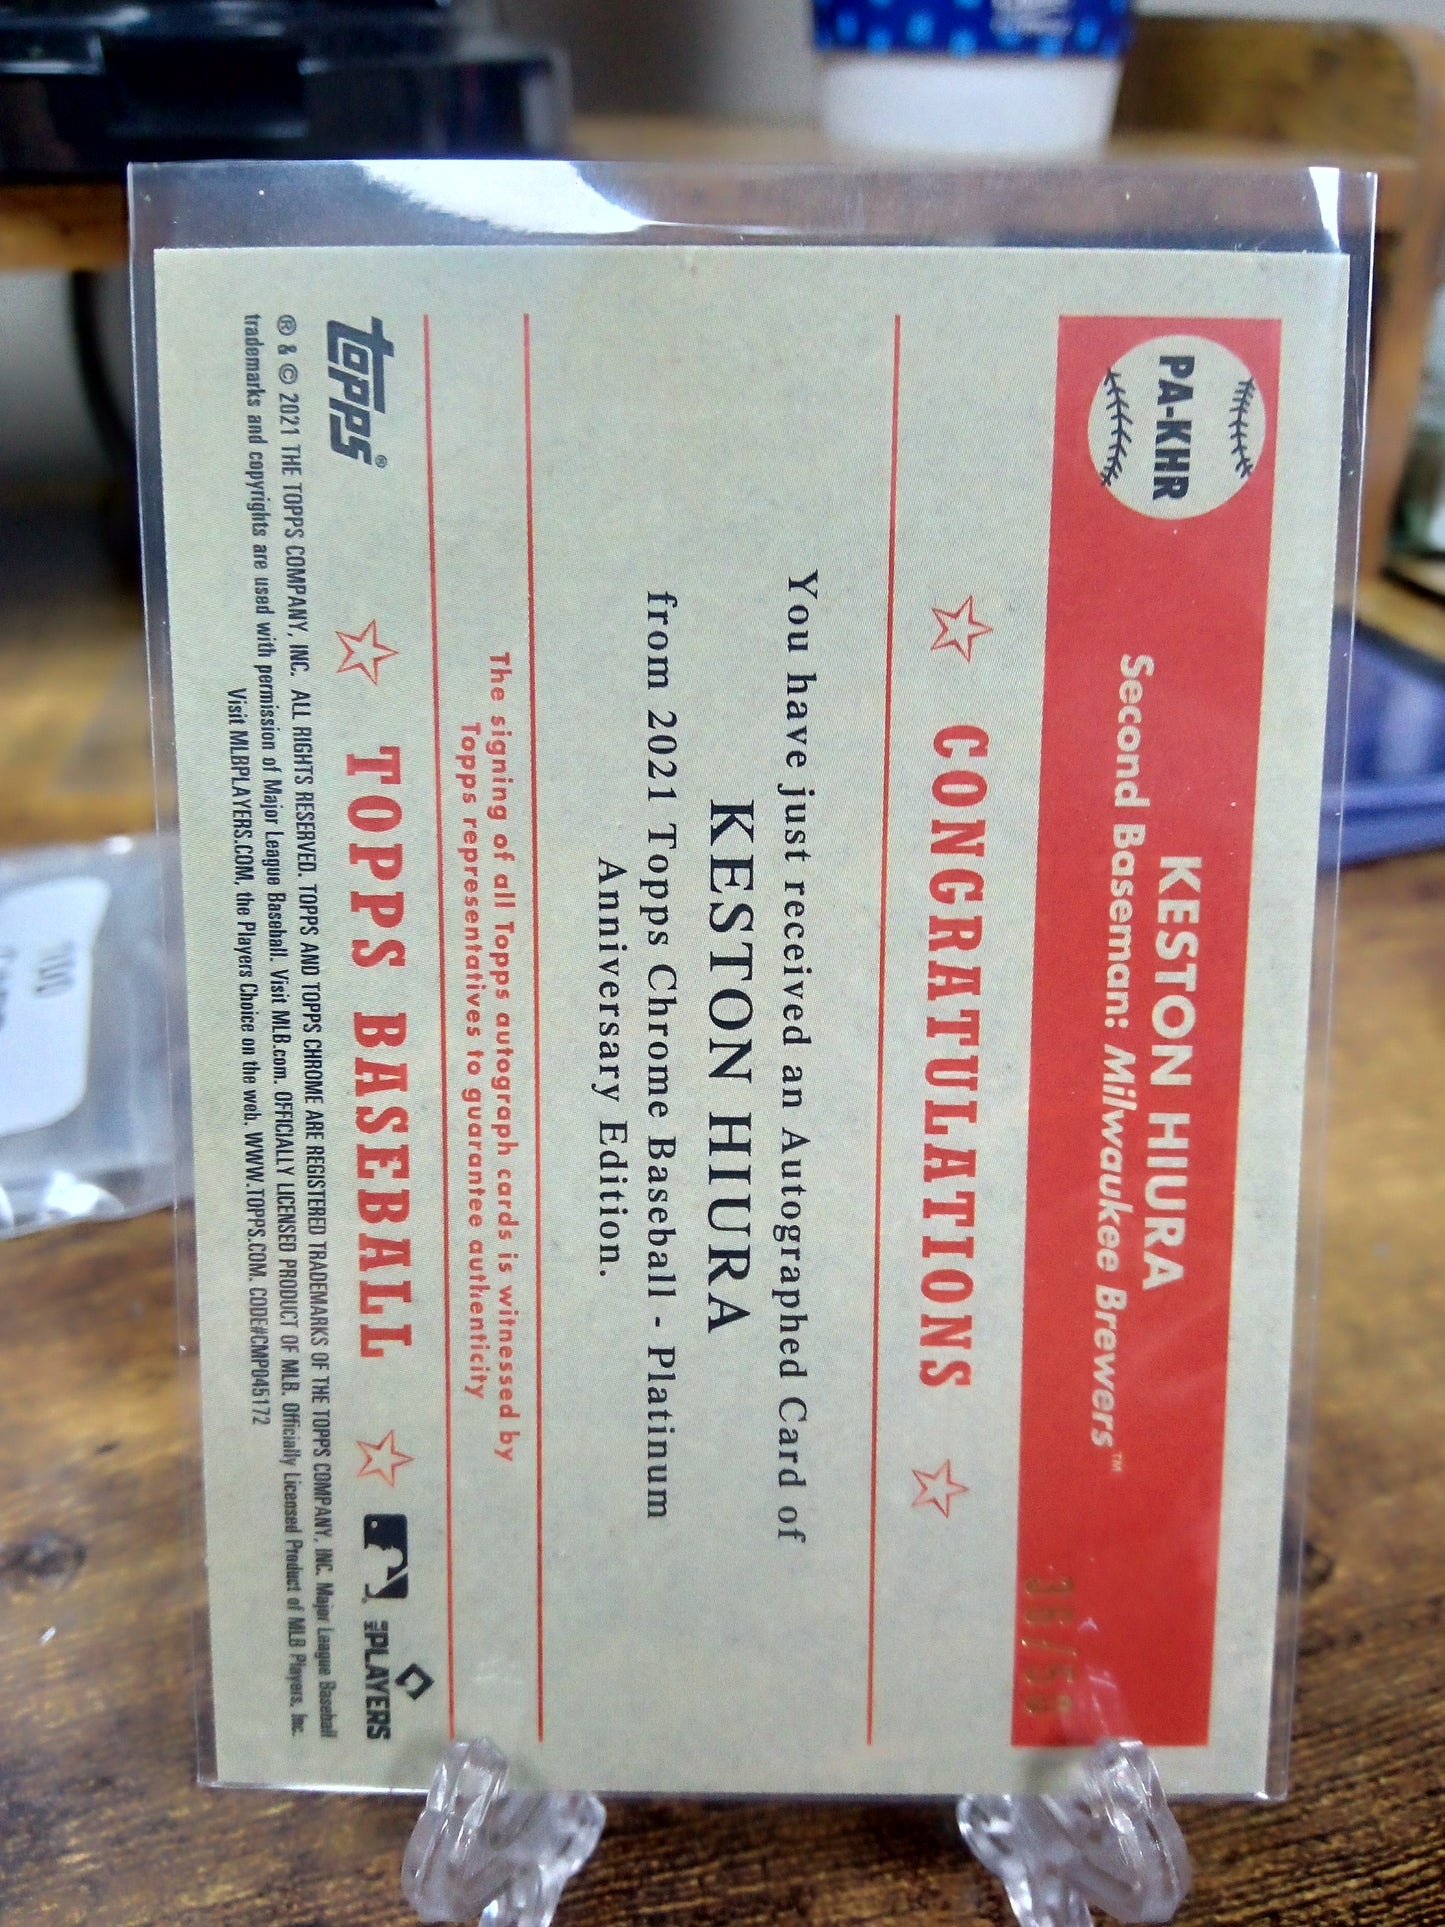 PA-KHR
KESTON HIURA
Second Baseman: Milwaukee Brewers™
36/50
CONGRATULATIONS
You have just received an Autographed Card of
KESTON HIURA
from 2021 Topps Chrome Baseball - Platinum
Anniversary Edition.
The signing of all Topps autograph cards is witnessed by
Topps representatives to guarantee authenticity
topps®
TOPPS BASEBALL
MLB PLAYERS
® & © 2021 THE TOPPS COMPANY, INC. ALL RIGHTS RESERVED. TOPPS AND TOPPS CHROME ARE REGISTERED TRADEMARKS OF THE TOPPS COMPANY, INC. Major League Baseball
trademarks and copyrights are used with permission of Major League Baseball. Visit MLB.com. OFFICIALLY LICENSED PRODUCT OF MLB. Officially Licensed Product of MLB Players, Inc.
Visit MLBPLAYERS.COM, the Players Choice on the web. WWW.TOPPS.COM. CODE#CMP045172